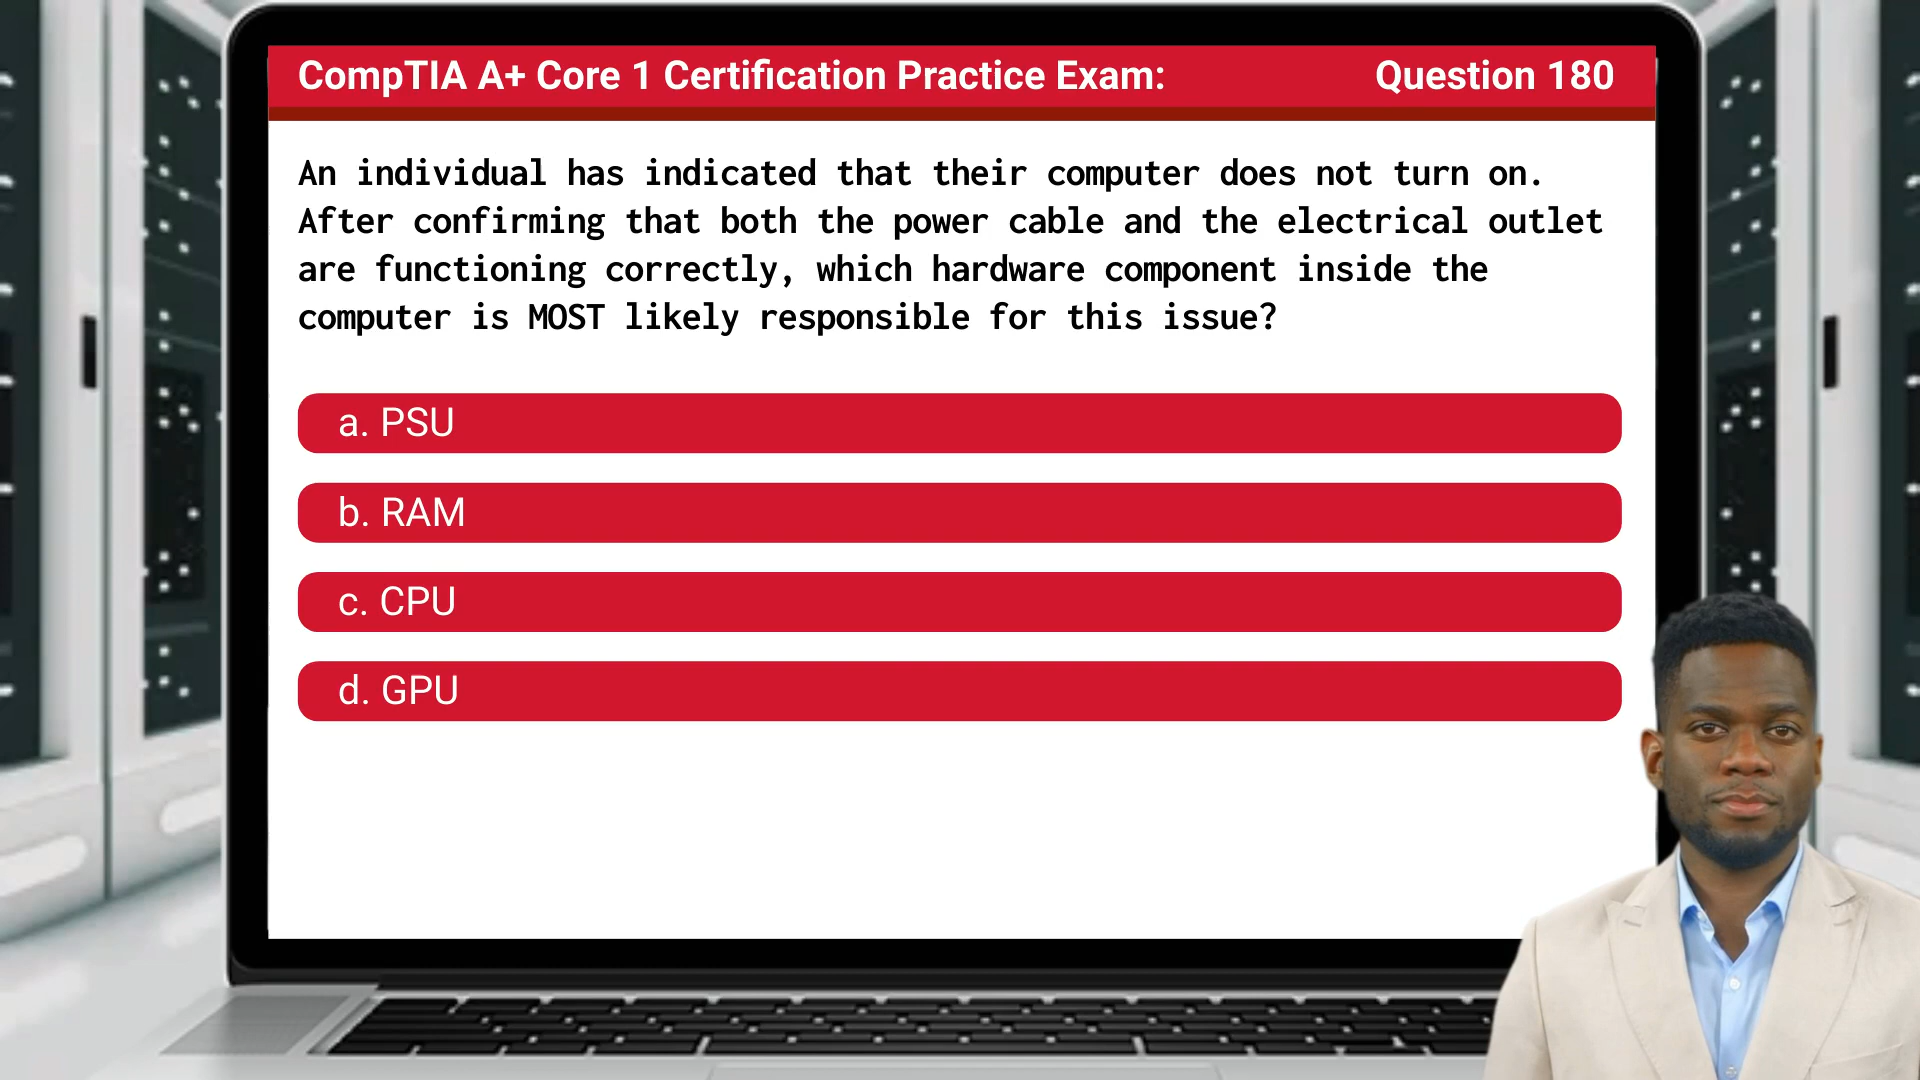 CompTIA A+ Core 1 Certification Practice Exam: Question 180
An individual has indicated that their computer does not turn on.
After confirming that both the power cable and the electrical outlet
are functioning correctly, which hardware component inside the
computer is MOST likely responsible for this issue?
a. PSU
b. RAM
c. CPU
d. GPU